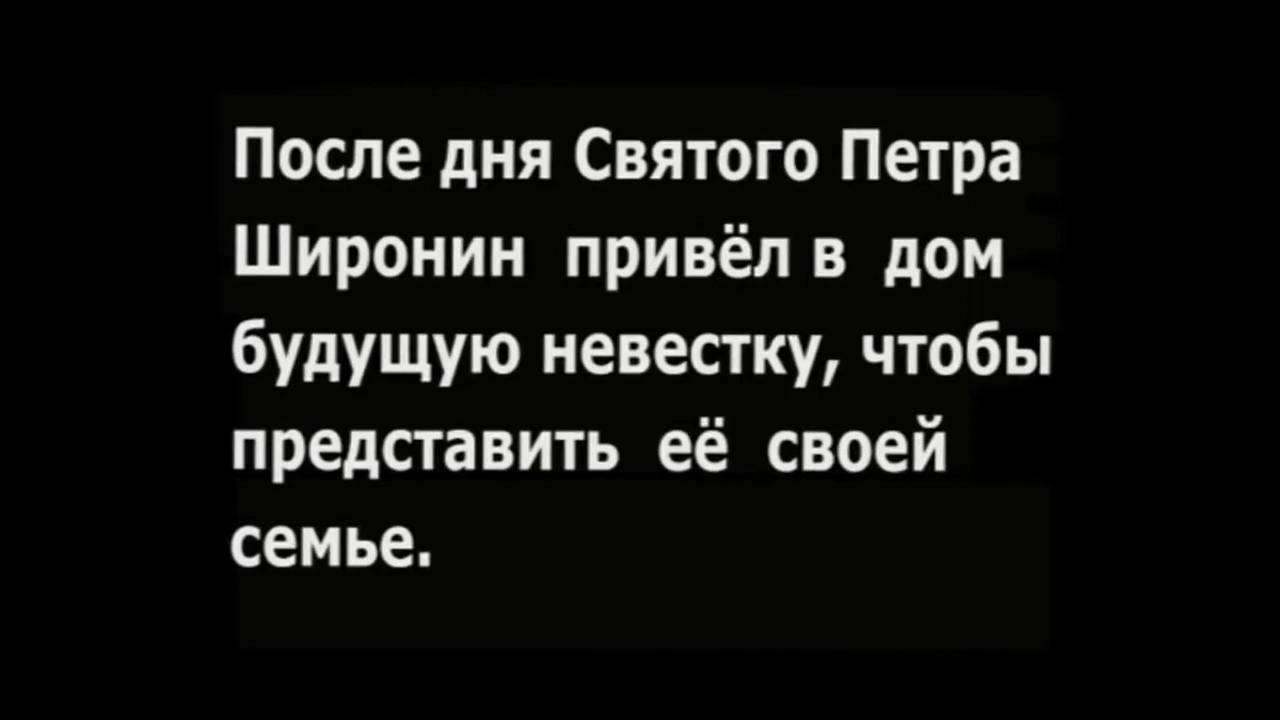 После дня Святого Петра
Широнин привёл в дом
будущую невестку, чтобы
представить её своей
семье.